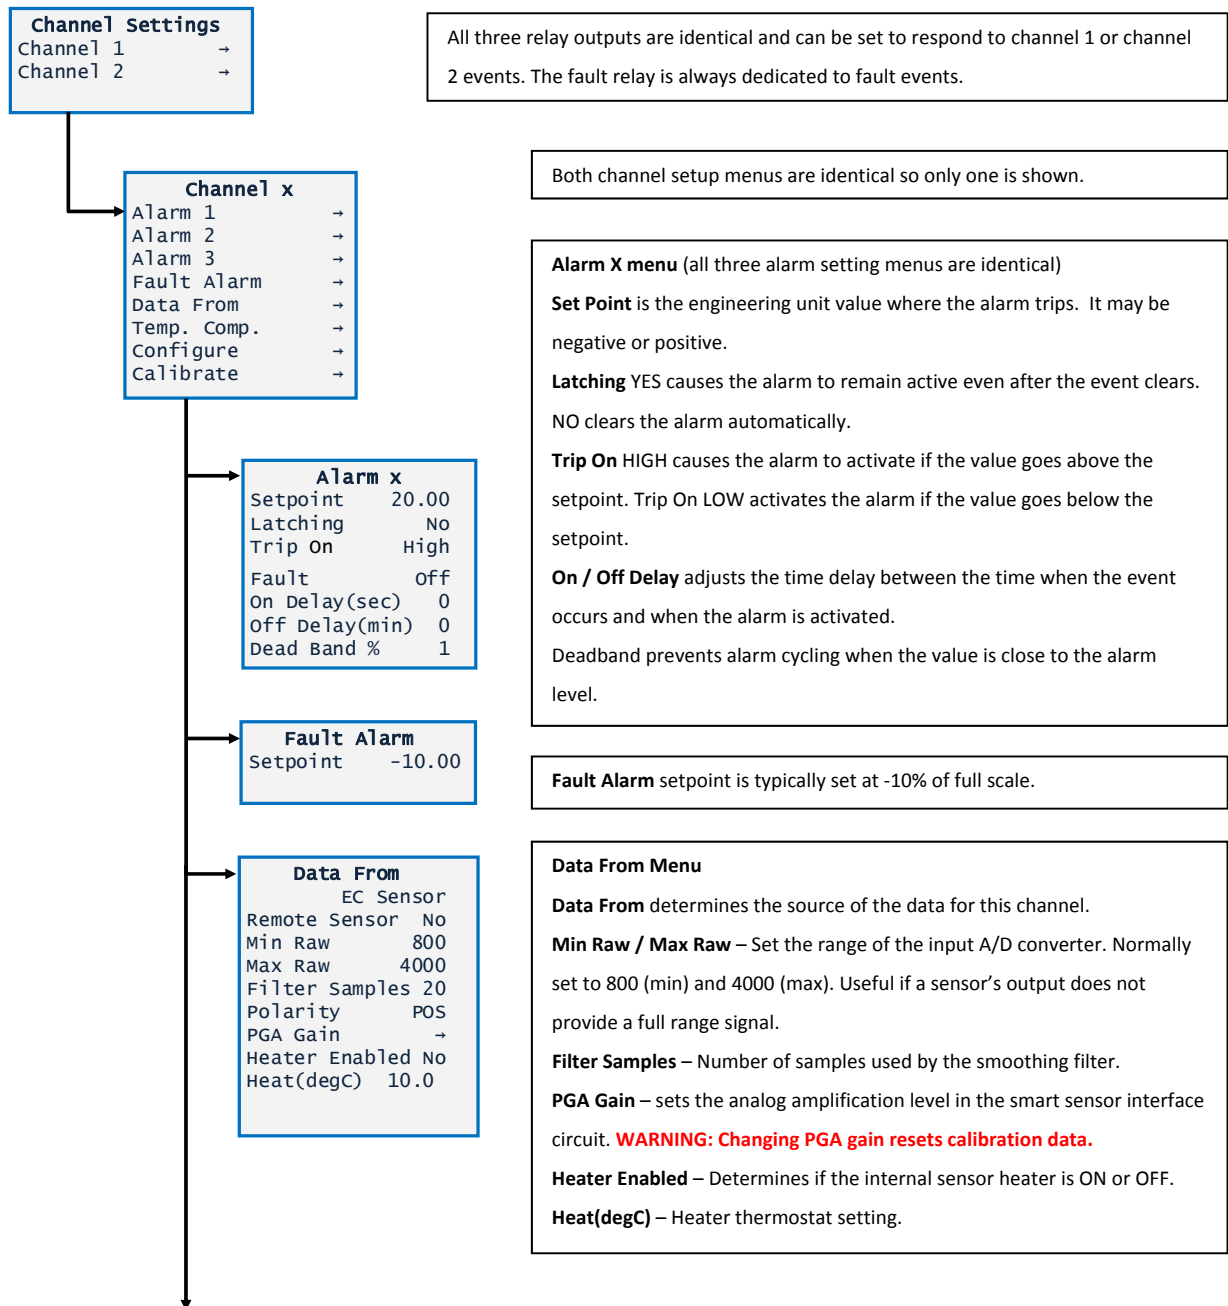 Channel Settings
Channel 1 →
Channel 2 →
All three relay outputs are identical and can be set to respond to channel 1 or channel
2 events. The fault relay is always dedicated to fault events.
Channel x
Alarm 1 →
Alarm 2 →
Alarm 3 →
Fault Alarm →
Data From →
Temp. Comp. →
Configure →
Calibrate →
Both channel setup menus are identical so only one is shown.
Alarm x
Setpoint 20.00
Latching No
Trip On High
Fault Off
On Delay(sec) 0
Off Delay(min) 0
Dead Band % 1
Alarm X menu (all three alarm setting menus are identical)
Set Point is the engineering unit value where the alarm trips. It may be
negative or positive.
Latching YES causes the alarm to remain active even after the event clears.
NO clears the alarm automatically.
Trip On HIGH causes the alarm to activate if the value goes above the
setpoint. Trip On LOW activates the alarm if the value goes below the
setpoint.
On / Off Delay adjusts the time delay between the time when the event
occurs and when the alarm is activated.
Deadband prevents alarm cycling when the value is close to the alarm
level.
Fault Alarm
Setpoint -10.00
Fault Alarm setpoint is typically set at -10% of full scale.
Data From
EC Sensor
Remote Sensor No
Min Raw 800
Max Raw 4000
Filter Samples 20
Polarity POS
PGA Gain →
Heater Enabled No
Heat(degC) 10.0
Data From Menu
Data From determines the source of the data for this channel.
Min Raw / Max Raw – Set the range of the input A/D converter. Normally
set to 800 (min) and 4000 (max). Useful if a sensor’s output does not
provide a full range signal.
Filter Samples – Number of samples used by the smoothing filter.
PGA Gain – sets the analog amplification level in the smart sensor interface
circuit. WARNING: Changing PGA gain resets calibration data.
Heater Enabled – Determines if the internal sensor heater is ON or OFF.
Heat(degC) – Heater thermostat setting.